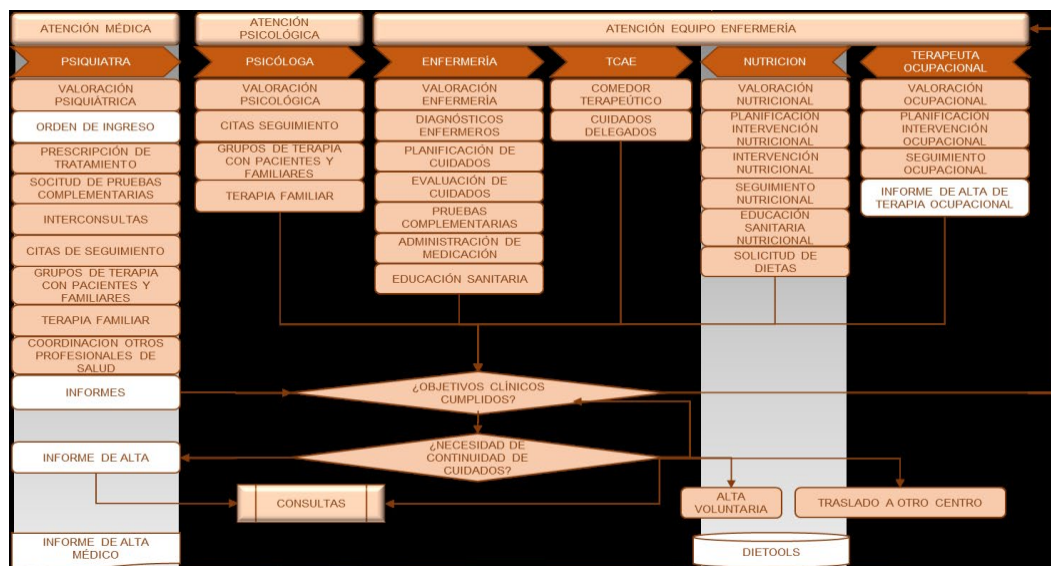 ATENCIÓN MÉDICA
ATENCIÓN
PSICOLÓGICA
ATENCIÓN EQUIPO ENFERMERÍA
PSIQUIATRA
PSICÓLOGA
ENFERMERÍA
TCAE
NUTRICION
TERAPEUTA
OCUPACIONAL
VALORACIÓN
PSIQUIÁTRICA
ORDEN DE INGRESO
PRESCRIPCIÓN DE
TRATAMIENTO
SOCITUD DE PRUEBAS
COMPLEMENTARIAS
INTERCONSULTAS
CITAS DE SEGUIMIENTO
GRUPOS DE TERAPIA
CON PACIENTES Y
FAMILIARES
TERAPIA FAMILIAR
COORDINACION OTROS
PROFESIONALES DE
SALUD
INFORMES
INFORME DE ALTA
INFORME DE ALTA
MÉDICO
VALORACIÓN
PSICOLÓGICA
CITAS SEGUIMIENTO
GRUPOS DE TERAPIA
CON PACIENTES Y
FAMILIARES
TERAPIA FAMILIAR
VALORACIÓN
ENFERMERÍA
DIAGNÓSTICOS
ENFERMEROS
PLANIFICACIÓN DE
CUIDADOS
EVALUACIÓN DE
CUIDADOS
PRUEBAS
COMPLEMENTARIAS
ADMINISTRACIÓN DE
MEDICACIÓN
EDUCACIÓN SANITARIA
COMEDOR
TERAPEÚTICO
CUIDADOS
DELEGADOS
VALORACIÓN
NUTRICIONAL
PLANIFICACIÓN
INTERVENCIÓN
NUTRICIONAL
INTERVENCIÓN
NUTRICIONAL
SEGUIMIENTO
NUTRICIONAL
EDUCACIÓN
SANITARIA
NUTRICIONAL
SOLICITUD DE
DIETAS
VALORACIÓN
OCUPACIONAL
PLANIFICACIÓN
INTERVENCIÓN
OCUPACIONAL
SEGUIMIENTO
OCUPACIONAL
INFORME DE ALTA DE
TERAPIA OCUPACIONAL
¿OBJETIVOS CLÍNICOS
CUMPLIDOS?
¿NECESIDAD DE
CONTINUIDAD DE
CUIDADOS?
CONSULTAS
ALTA
VOLUNTARIA
TRASLADO A OTRO CENTRO
DIETOOLS